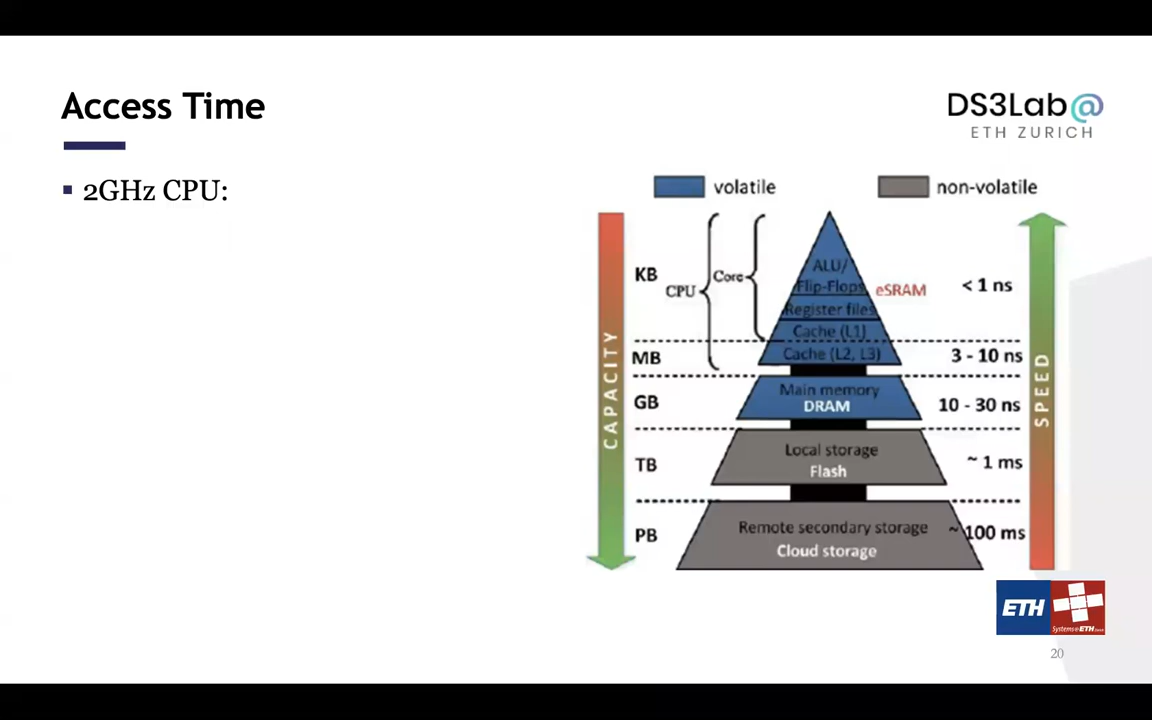 Access Time
DS3Lab@
ETH ZURICH
▪ 2GHz CPU:
volatile
non-volatile
CAPACITY
SPEED
KB
CPU
Core
ALU/
Flip-Flops
eSRAM
< 1 ns
Register files
Cache (L1)
MB
Cache (L2, L3)
3 - 10 ns
GB
Main memory
DRAM
10 - 30 ns
TB
Local storage
Flash
~ 1 ms
PB
Remote secondary storage
Cloud storage
~ 100 ms
ETH
Systems@ETH
20